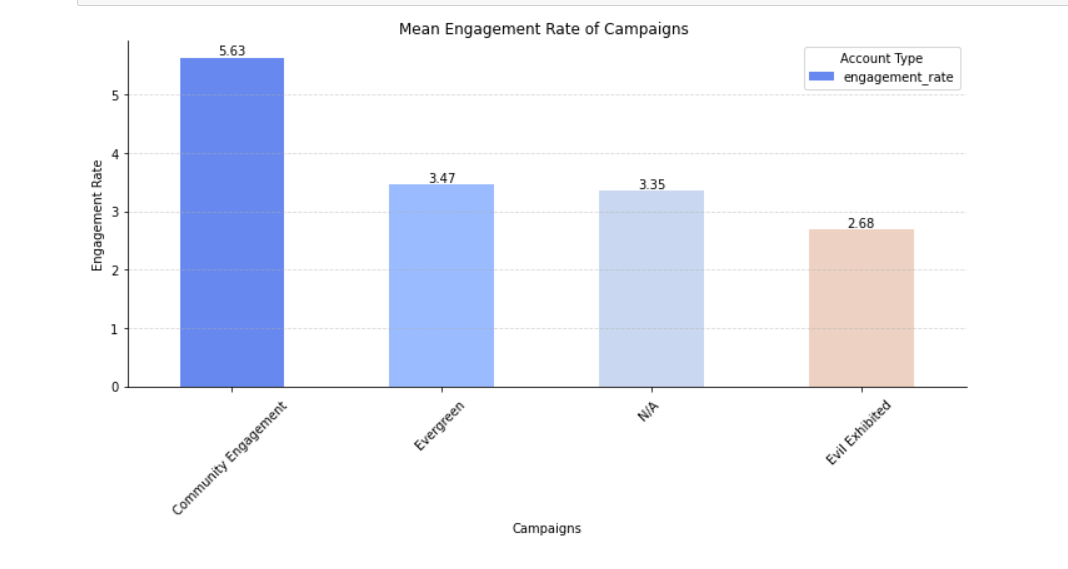 Mean Engagement Rate of Campaigns
Account Type
engagement_rate
5.63
3.47
3.35
2.68
Engagement Rate
5
4
3
2
1
0
Community Engagement
Evergreen
N/A
Evil Exhibited
Campaigns